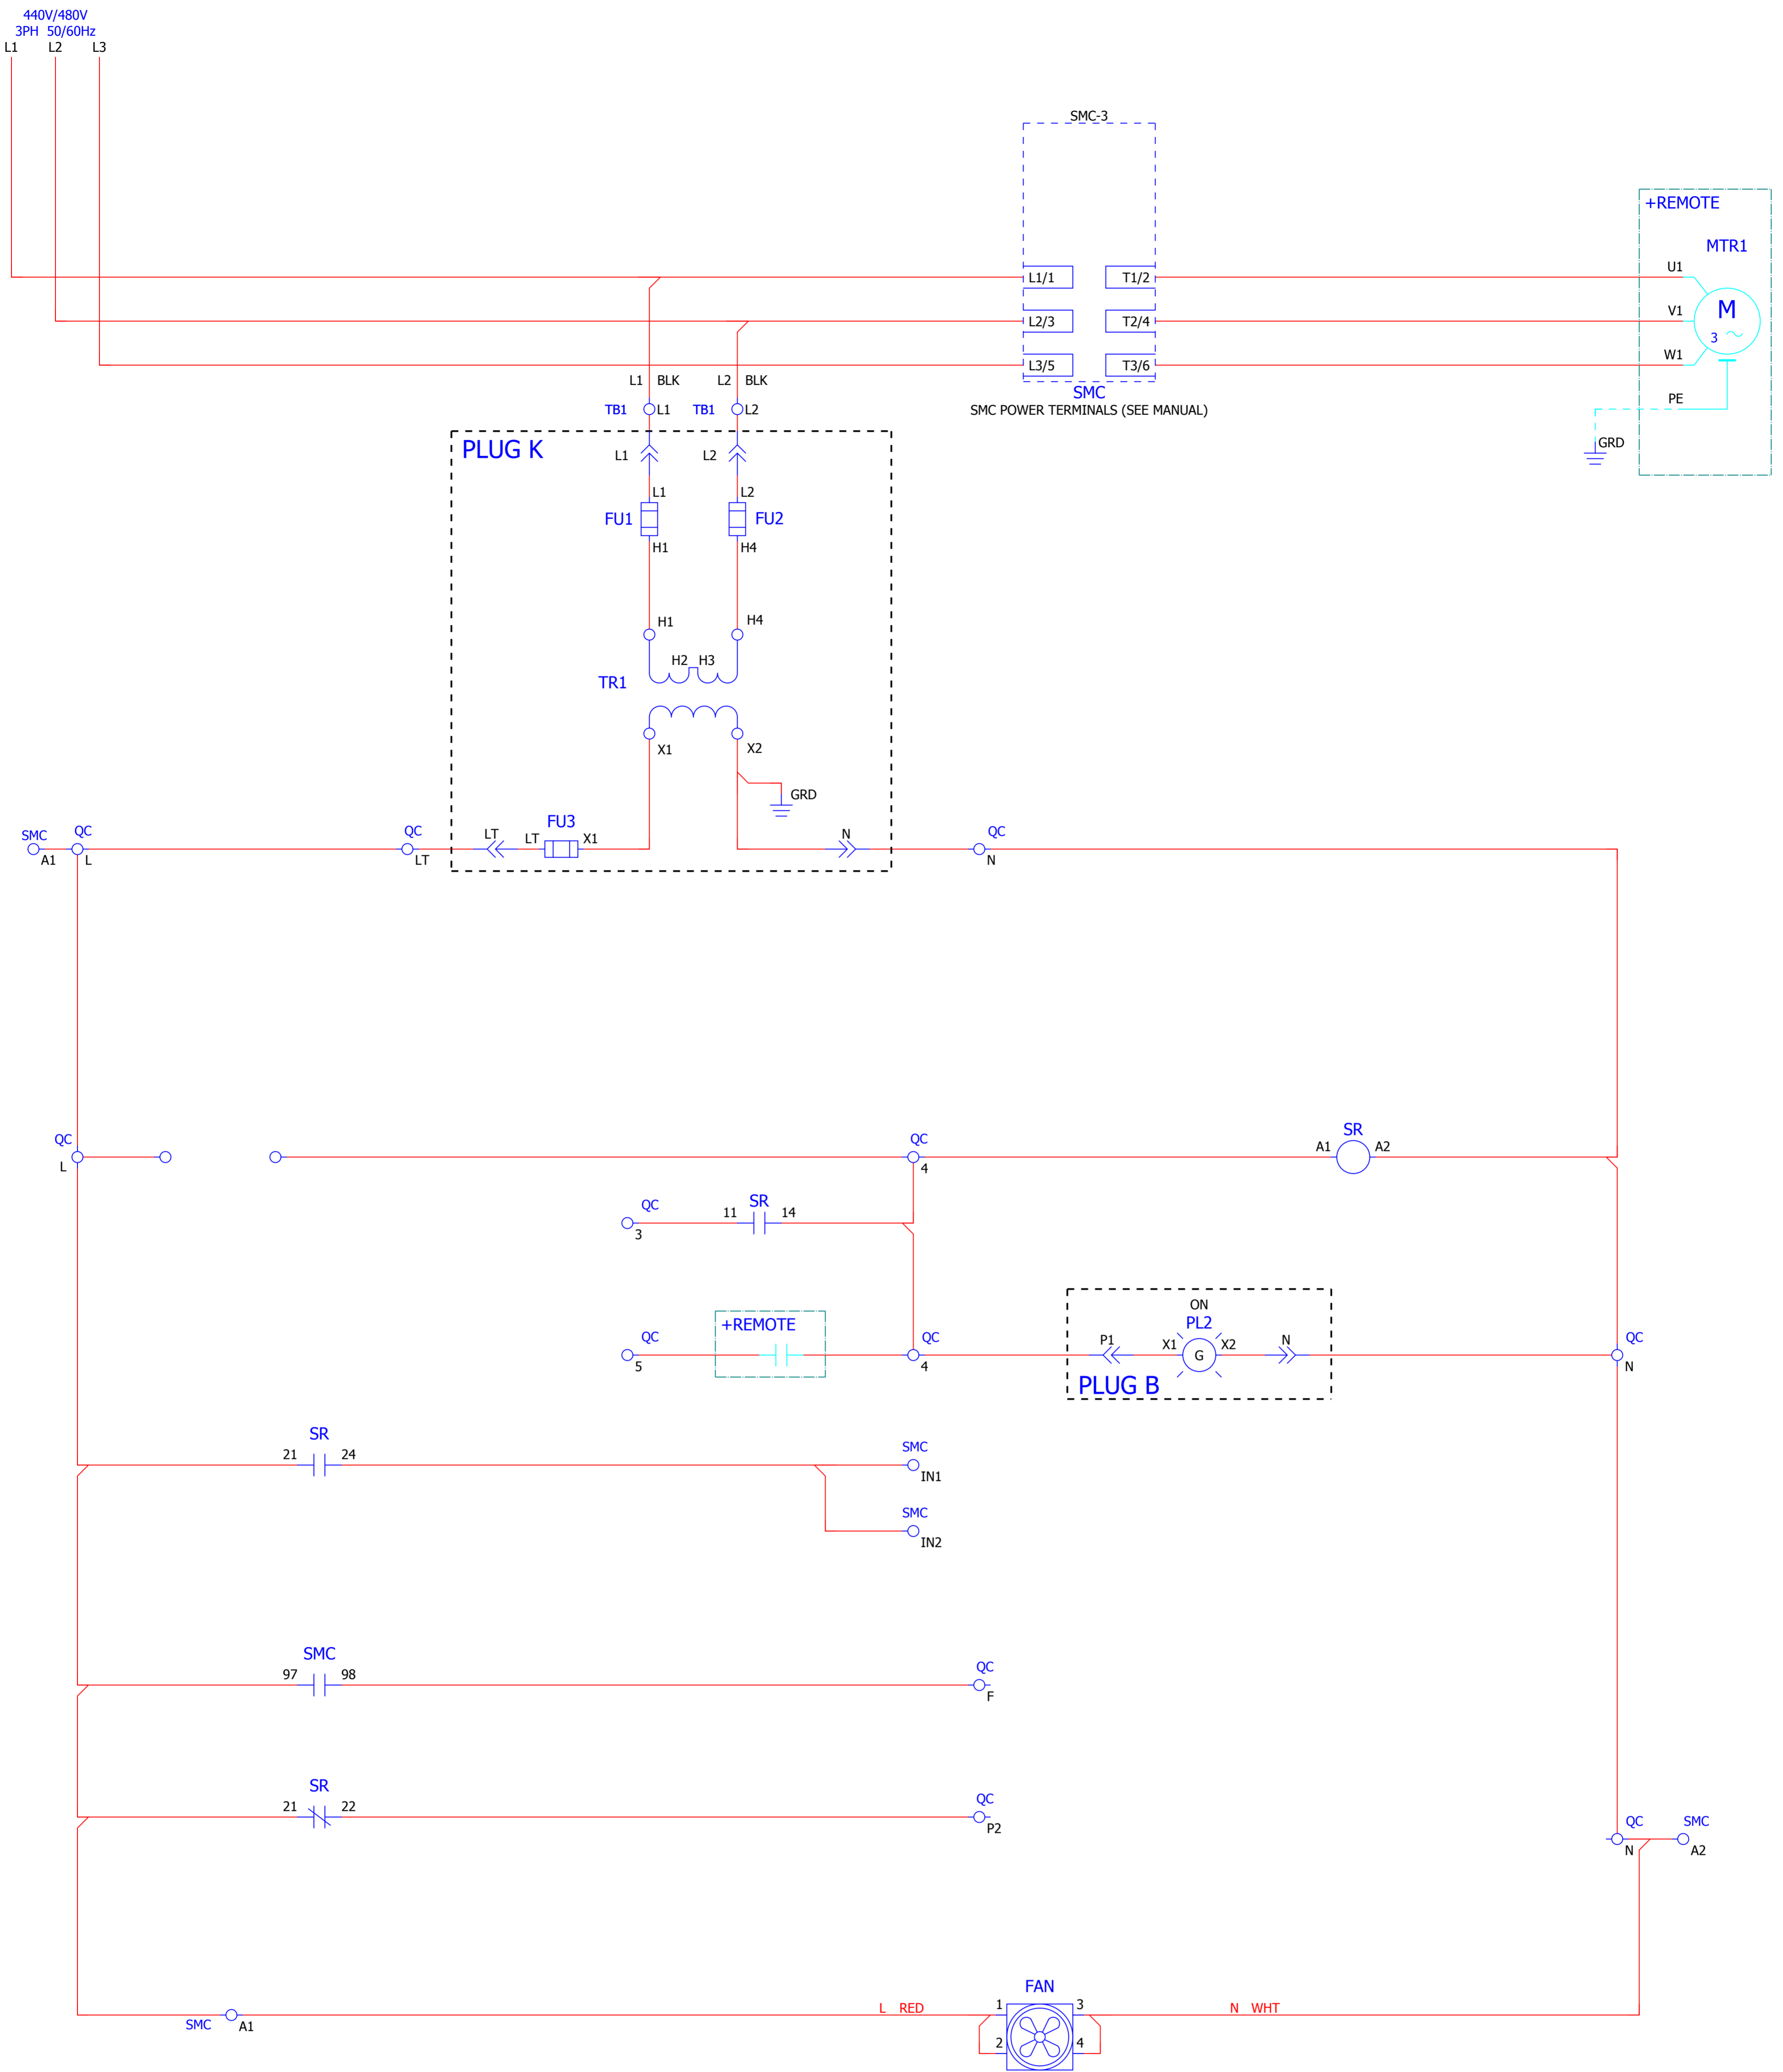 440V/480V
3PH 50/60Hz
L1 L2 L3
SMC-3
+REMOTE
MTR1
L1/1 T1/2 U1
L2/3 T2/4 V1
M
3
L3/5 T3/6 W1
L1 BLK L2 BLK
SMC
SMC POWER TERMINALS (SEE MANUAL)
PE
TB1 L1 TB1 L2
GRD
PLUG K
L1 L2
L1 L2
FU1 FU2
H1 H4
H1 H4
H2 H3
TR1
X1 X2
GRD
FU3
SMC QC QC LT LT X1 N QC
A1 L LT N
QC QC SR
A1 A2
L 4
QC SR
11 14
3
ON
+REMOTE PL2
QC QC P1 X1 X2 N QC
G
5 4 N
PLUG B
SR SMC
21 24
IN1
SMC
IN2
SMC QC
97 98
F
SR QC
21 22
P2
QC SMC
N A2
FAN
L RED 1 3 N WHT
SMC A1
2 4